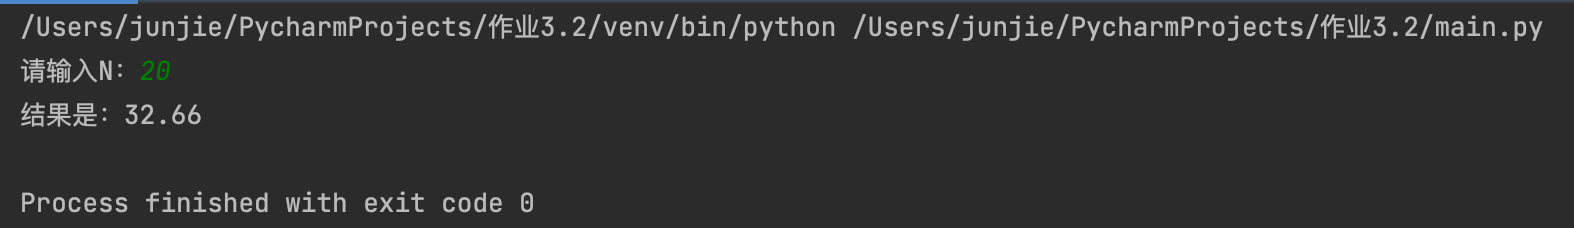 /Users/junjie/PycharmProjects/作业3.2/venv/bin/python /Users/junjie/PycharmProjects/作业3.2/main.py
请输入N：20
结果是：32.66
Process finished with exit code 0